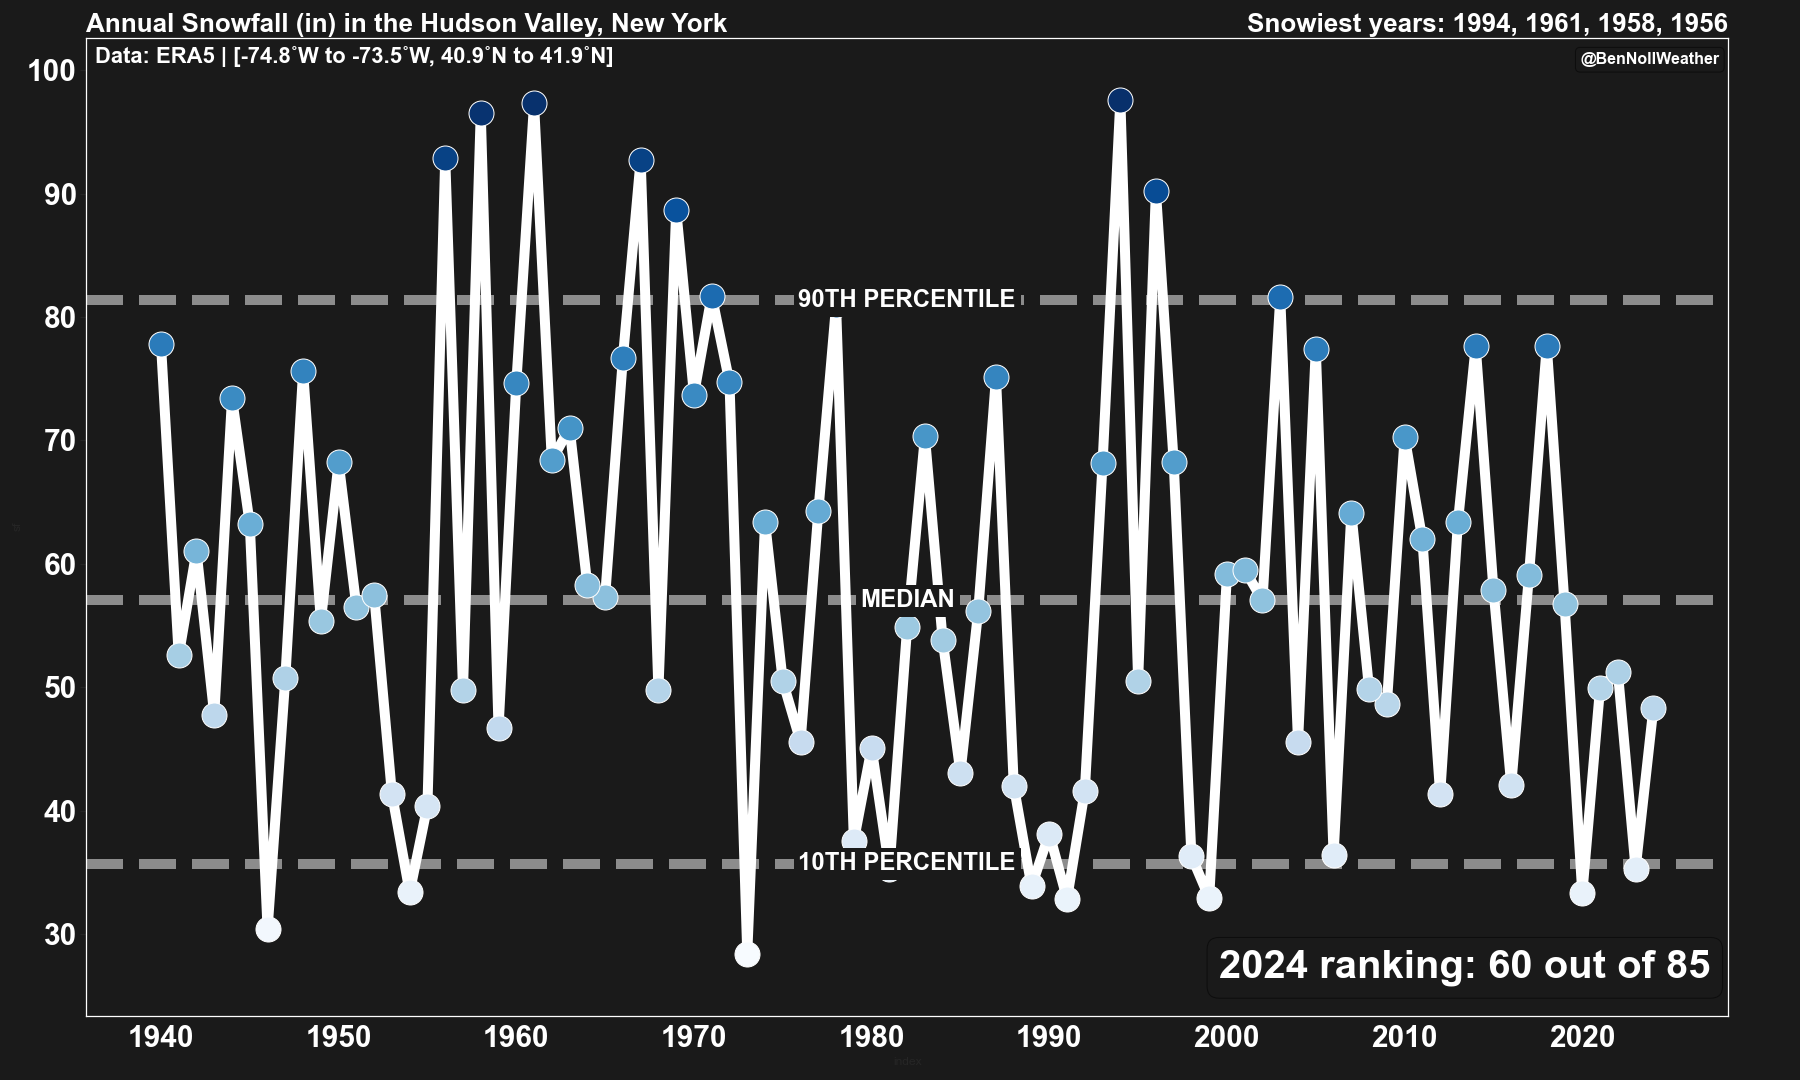 Annual Snowfall (in) in the Hudson Valley, New York
Snowiest years: 1994, 1961, 1958, 1956
Data: ERA5 | [-74.8°W to -73.5°W, 40.9°N to 41.9°N]
@BenNollWeather
100
90
90TH PERCENTILE
80
70
60
MEDIAN
50
40
10TH PERCENTILE
30
2024 ranking: 60 out of 85
1940 1950 1960 1970 1980 1990 2000 2010 2020
index